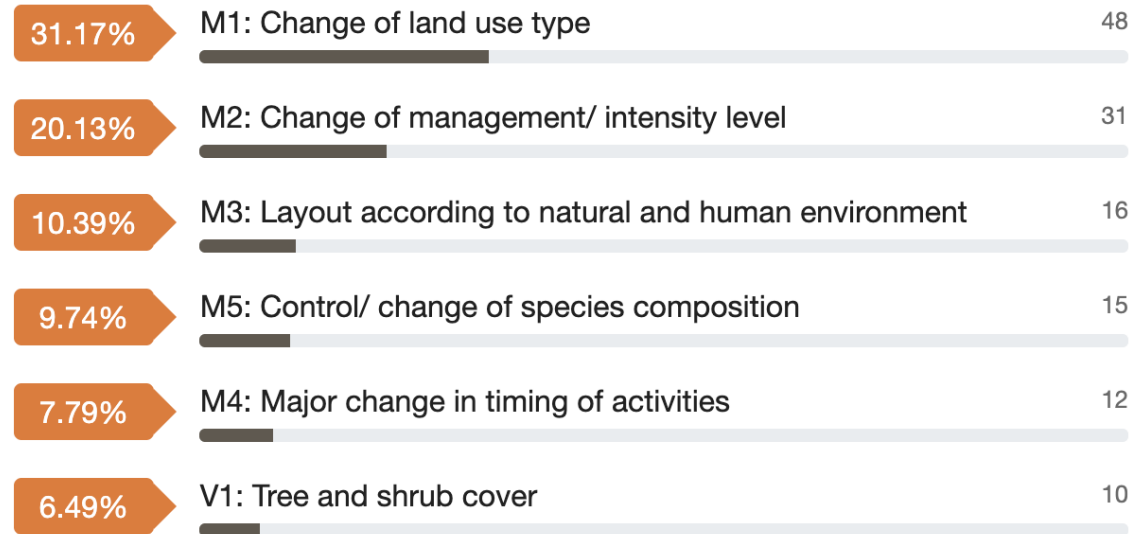 31.17% M1: Change of land use type 48
20.13% M2: Change of management/ intensity level 31
10.39% M3: Layout according to natural and human environment 16
9.74% M5: Control/ change of species composition 15
7.79% M4: Major change in timing of activities 12
6.49% V1: Tree and shrub cover 10